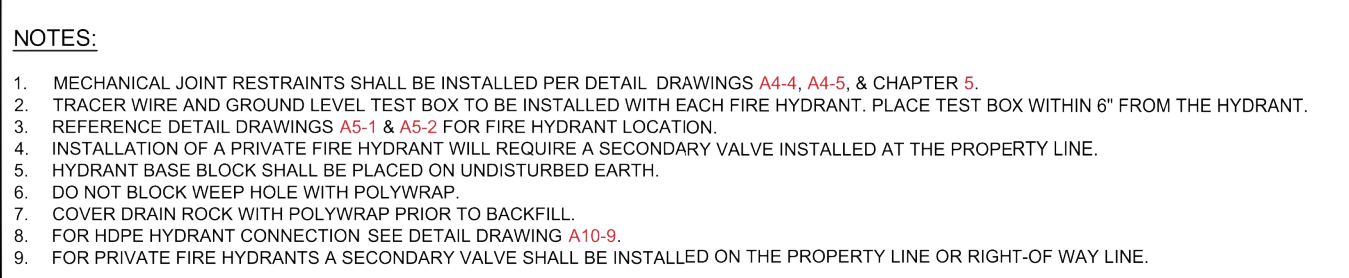 NOTES:
1. MECHANICAL JOINT RESTRAINTS SHALL BE INSTALLED PER DETAIL DRAWINGS A4-4, A4-5, & CHAPTER 5.
2. TRACER WIRE AND GROUND LEVEL TEST BOX TO BE INSTALLED WITH EACH FIRE HYDRANT. PLACE TEST BOX WITHIN 6" FROM THE HYDRANT.
3. REFERENCE DETAIL DRAWINGS A5-1 & A5-2 FOR FIRE HYDRANT LOCATION.
4. INSTALLATION OF A PRIVATE FIRE HYDRANT WILL REQUIRE A SECONDARY VALVE INSTALLED AT THE PROPERTY LINE.
5. HYDRANT BASE BLOCK SHALL BE PLACED ON UNDISTURBED EARTH.
6. DO NOT BLOCK WEEP HOLE WITH POLYWRAP.
7. COVER DRAIN ROCK WITH POLYWRAP PRIOR TO BACKFILL.
8. FOR HDPE HYDRANT CONNECTION SEE DETAIL DRAWING A10-9.
9. FOR PRIVATE FIRE HYDRANTS A SECONDARY VALVE SHALL BE INSTALLED ON THE PROPERTY LINE OR RIGHT-OF WAY LINE.